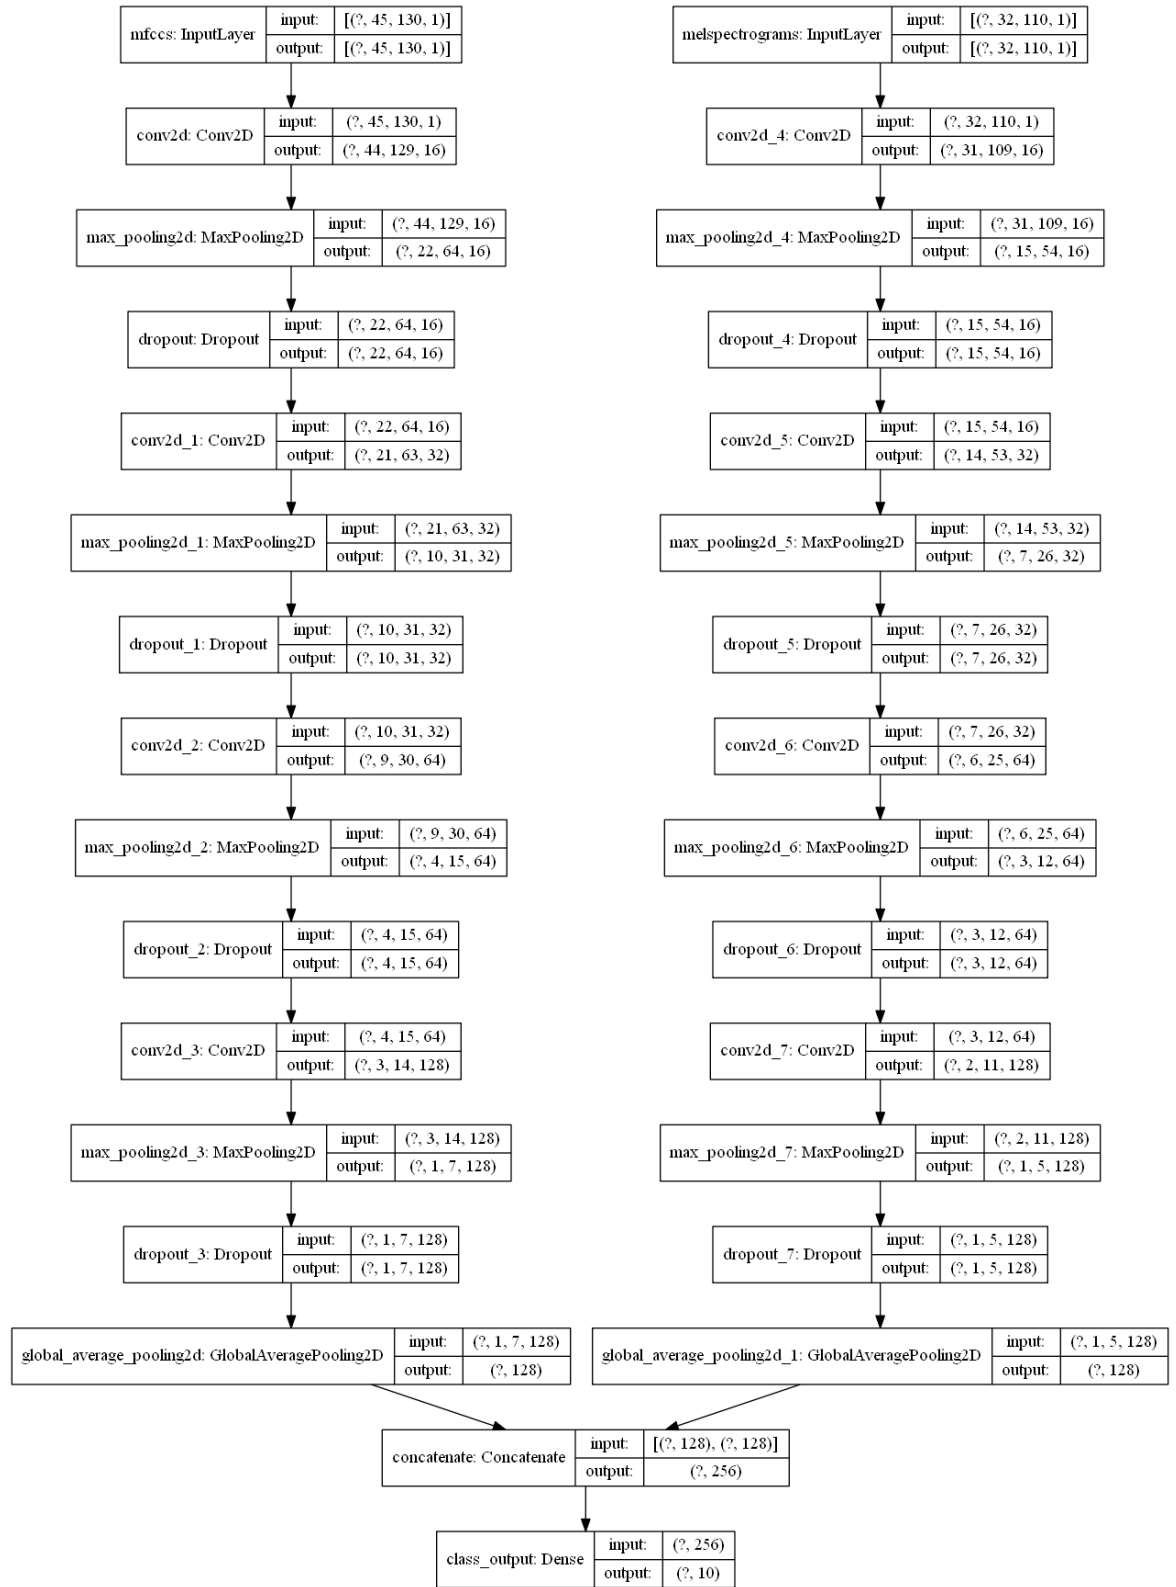 mfccs: InputLayer
input: [(?, 45, 130, 1)]
output: [(?, 45, 130, 1)]
conv2d: Conv2D
input: (?, 45, 130, 1)
output: (?, 44, 129, 16)
max_pooling2d: MaxPooling2D
input: (?, 44, 129, 16)
output: (?, 22, 64, 16)
dropout: Dropout
input: (?, 22, 64, 16)
output: (?, 22, 64, 16)
conv2d_1: Conv2D
input: (?, 22, 64, 16)
output: (?, 21, 63, 32)
max_pooling2d_1: MaxPooling2D
input: (?, 21, 63, 32)
output: (?, 10, 31, 32)
dropout_1: Dropout
input: (?, 10, 31, 32)
output: (?, 10, 31, 32)
conv2d_2: Conv2D
input: (?, 10, 31, 32)
output: (?, 9, 30, 64)
max_pooling2d_2: MaxPooling2D
input: (?, 9, 30, 64)
output: (?, 4, 15, 64)
dropout_2: Dropout
input: (?, 4, 15, 64)
output: (?, 4, 15, 64)
conv2d_3: Conv2D
input: (?, 4, 15, 64)
output: (?, 3, 14, 128)
max_pooling2d_3: MaxPooling2D
input: (?, 3, 14, 128)
output: (?, 1, 7, 128)
dropout_3: Dropout
input: (?, 1, 7, 128)
output: (?, 1, 7, 128)
global_average_pooling2d: GlobalAveragePooling2D
input: (?, 1, 7, 128)
output: (?, 128)
melspectrograms: InputLayer
input: [(?, 32, 110, 1)]
output: [(?, 32, 110, 1)]
conv2d_4: Conv2D
input: (?, 32, 110, 1)
output: (?, 31, 109, 16)
max_pooling2d_4: MaxPooling2D
input: (?, 31, 109, 16)
output: (?, 15, 54, 16)
dropout_4: Dropout
input: (?, 15, 54, 16)
output: (?, 15, 54, 16)
conv2d_5: Conv2D
input: (?, 15, 54, 16)
output: (?, 14, 53, 32)
max_pooling2d_5: MaxPooling2D
input: (?, 14, 53, 32)
output: (?, 7, 26, 32)
dropout_5: Dropout
input: (?, 7, 26, 32)
output: (?, 7, 26, 32)
conv2d_6: Conv2D
input: (?, 7, 26, 32)
output: (?, 6, 25, 64)
max_pooling2d_6: MaxPooling2D
input: (?, 6, 25, 64)
output: (?, 3, 12, 64)
dropout_6: Dropout
input: (?, 3, 12, 64)
output: (?, 3, 12, 64)
conv2d_7: Conv2D
input: (?, 3, 12, 64)
output: (?, 2, 11, 128)
max_pooling2d_7: MaxPooling2D
input: (?, 2, 11, 128)
output: (?, 1, 5, 128)
dropout_7: Dropout
input: (?, 1, 5, 128)
output: (?, 1, 5, 128)
global_average_pooling2d_1: GlobalAveragePooling2D
input: (?, 1, 5, 128)
output: (?, 128)
concatenate: Concatenate
input: [(?, 128), (?, 128)]
output: (?, 256)
class_output: Dense
input: (?, 256)
output: (?, 10)